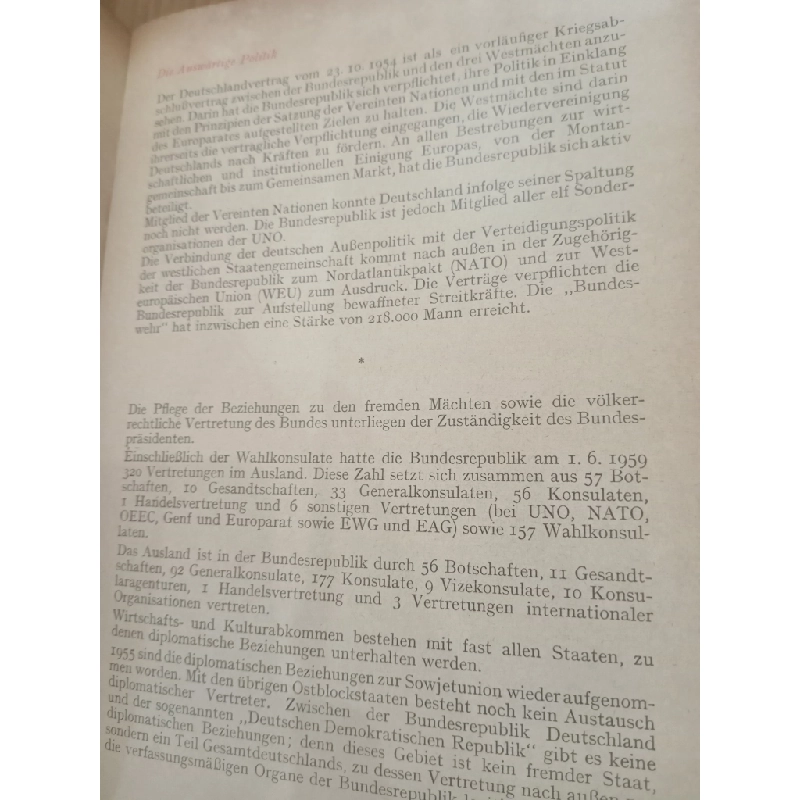 Die Auswärtige Politik
Der Deutschlandvertrag vom 23. 10. 1954 ist als ein vorläufiger Kriegsab-
schlußvertrag zwischen der Bundesrepublik und den drei Westmächten anzu-
sehen. Darin hat die Bundesrepublik sich verpflichtet, ihre Politik in Einklang
mit den Prinzipien der Satzung der Vereinten Nationen und mit den im Statut
des Europarates aufgestellten Zielen zu halten. Die Westmächte sind darin
ihrerseits die vertragliche Verpflichtung eingegangen, die Wiedervereinigung
Deutschlands nach Kräften zu fördern. An allen Bestrebungen zur wirt-
schaftlichen und institutionellen Einigung Europas, von der Montan-
gemeinschaft bis zum Gemeinsamen Markt, hat die Bundesrepublik sich aktiv
beteiligt.
Mitglied der Vereinten Nationen konnte Deutschland infolge seiner Spaltung
noch nicht werden. Die Bundesrepublik ist jedoch Mitglied aller elf Sonder-
organisationen der UNO.
Die Verbindung der deutschen Außenpolitik mit der Verteidigungspolitik
der westlichen Staatengemeinschaft kommt nach außen in der Zugehörig-
keit der Bundesrepublik zum Nordatlantikpakt (NATO) und zur West-
europäischen Union (WEU) zum Ausdruck. Die Verträge verpflichten die
Bundesrepublik zur Aufstellung bewaffneter Streitkräfte. Die „Bundes-
wehr" hat inzwischen eine Stärke von 218.000 Mann erreicht.
*
Die Pflege der Beziehungen zu den fremden Mächten sowie die völker-
rechtliche Vertretung des Bundes unterliegen der Zuständigkeit des Bundes-
präsidenten.
Einschließlich der Wahlkonsulate hatte die Bundesrepublik am 1. 6. 1959
320 Vertretungen im Ausland. Diese Zahl setzt sich zusammen aus 57 Bot-
schaften, 10 Gesandtschaften, 33 Generalkonsulaten, 56 Konsulaten,
1 Handelsvertretung und 6 sonstigen Vertretungen (bei UNO, NATO,
OEEC, Genf und Europarat sowie EWG und EAG) sowie 157 Wahlkonsul-
laten.
Das Ausland ist in der Bundesrepublik durch 56 Botschaften, 11 Gesandt-
schaften, 92 Generalkonsulate, 177 Konsulate, 9 Vizekonsulate, 10 Konsu-
laragenturen, 1 Handelsvertretung und 3 Vertretungen internationaler
Organisationen vertreten.
Wirtschafts- und Kulturabkommen bestehen mit fast allen Staaten, zu
denen diplomatische Beziehungen unterhalten werden.
1955 sind die diplomatischen Beziehungen zur Sowjetunion wieder aufgenom-
men worden. Mit den übrigen Ostblockstaaten besteht noch kein Austausch
diplomatischer Vertreter. Zwischen der Bundesrepublik Deutschland
und der sogenannten „Deutschen Demokratischen Republik" gibt es keine
diplomatischen Beziehungen; denn dieses Gebiet ist kein fremder Staat,
sondern ein Teil Gesamtdeutschlands, zu dessen Vertretung nach außen
die verfassungsmäßigen Organe der Bundesrepublik